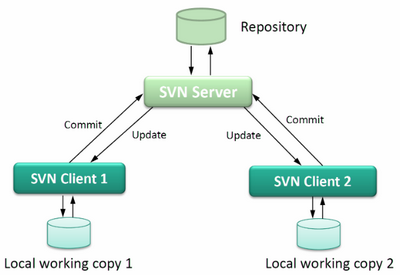 Repository
SVN Server
Commit
Update
Update
Commit
SVN Client 1
SVN Client 2
Local working copy 1
Local working copy 2